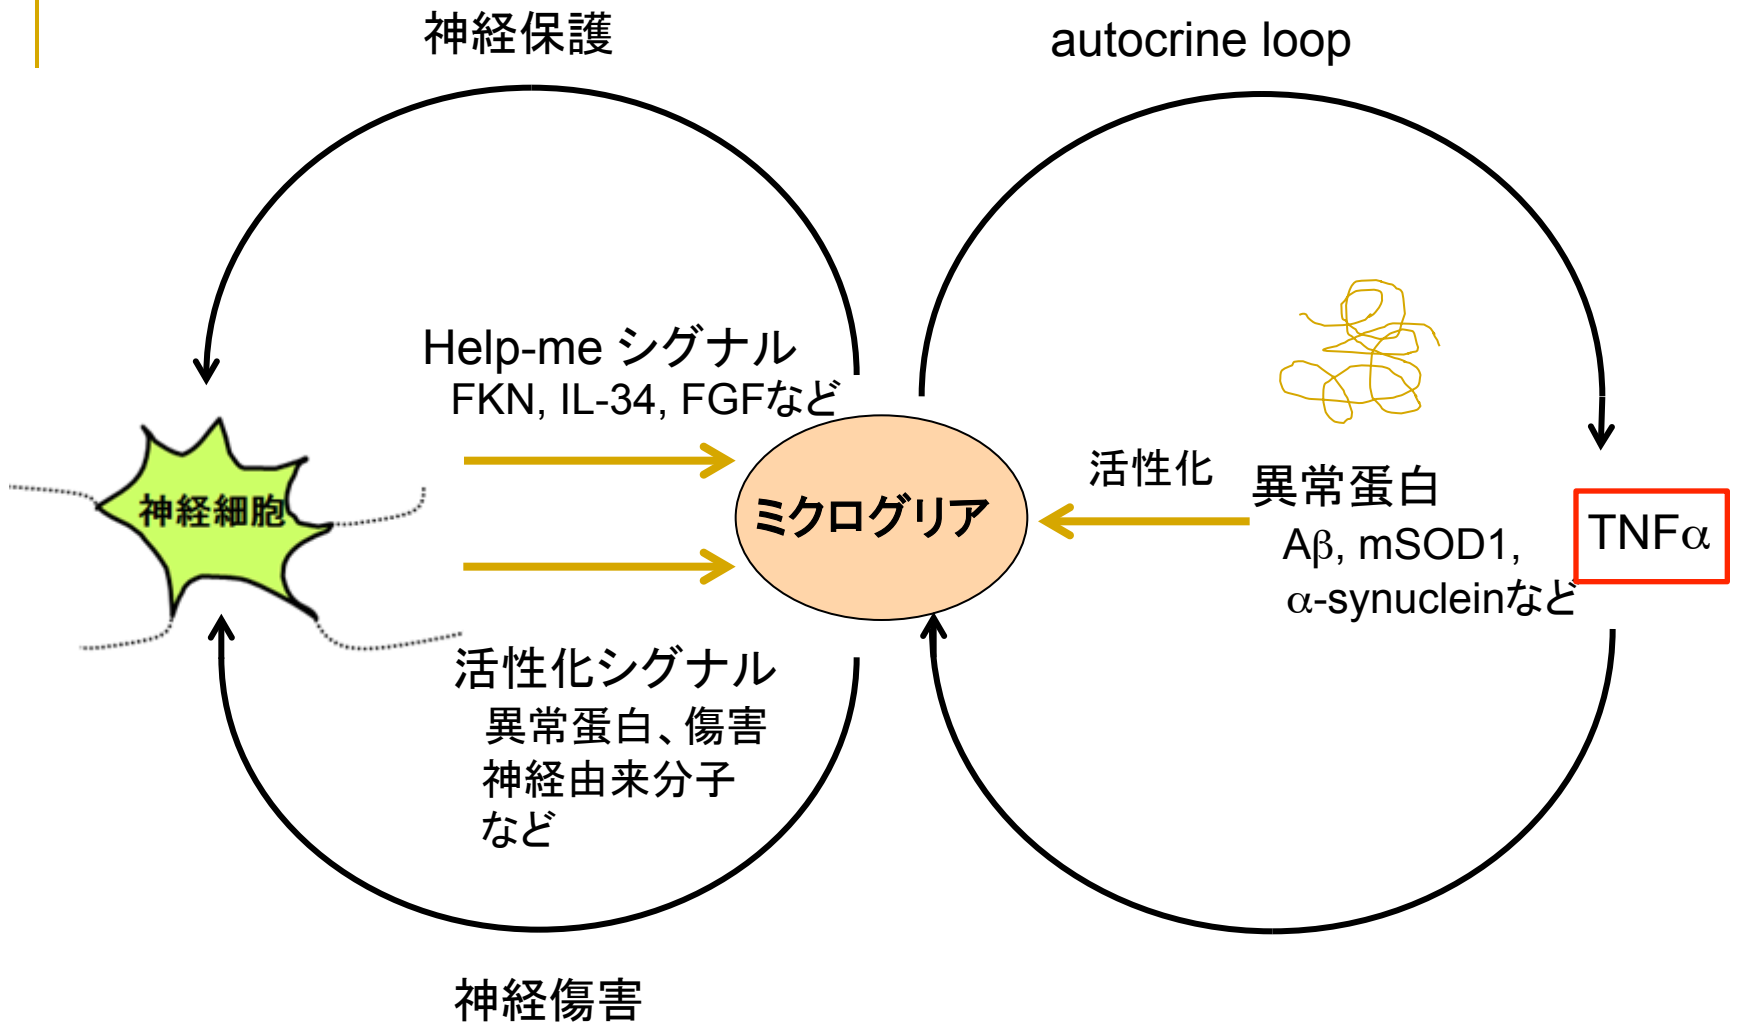 神経保護
autocrine loop
Help-me シグナル
FKN, IL-34, FGFなど
神経細胞
ミクログリア
活性化
異常蛋白
Aβ, mSOD1,
α-synucleinなど
TNFα
活性化シグナル
異常蛋白、傷害
神経由来分子
など
神経傷害